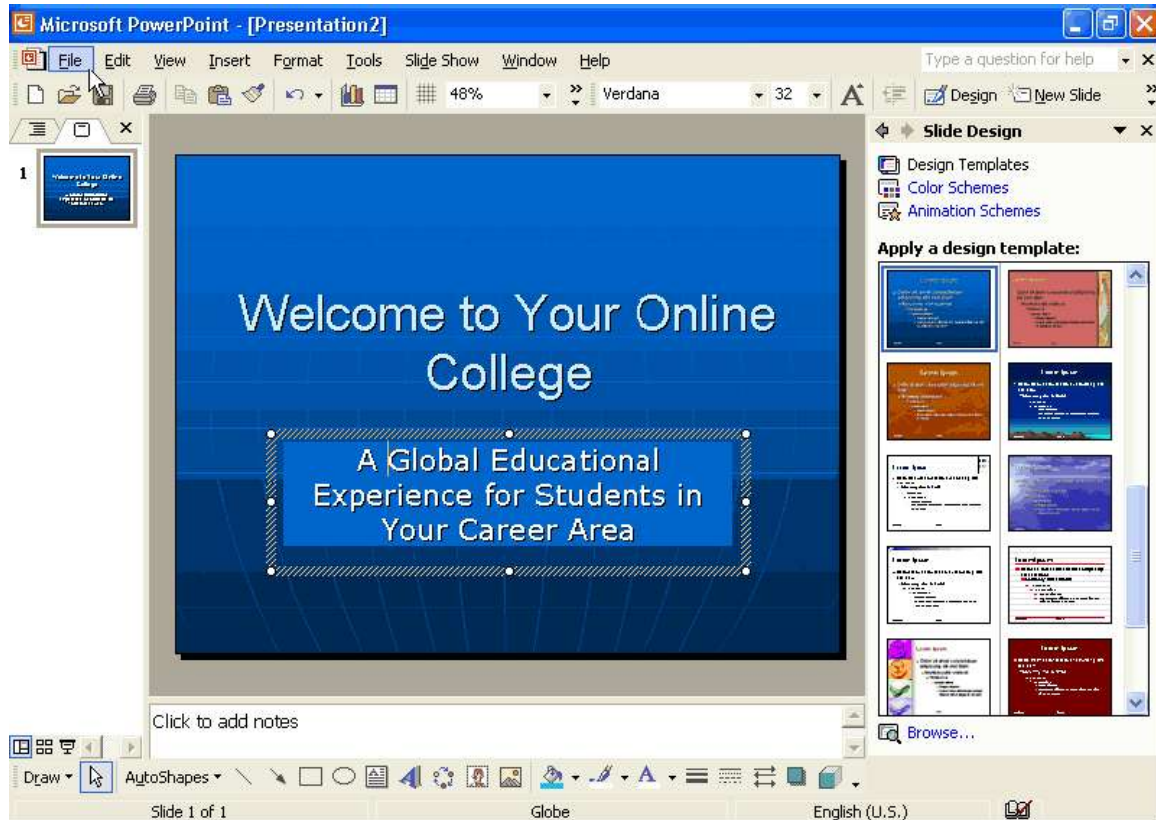 Microsoft PowerPoint - [Presentation2]
File Edit View Insert Format Tools Slide Show Window Help Type a question for help
48% Verdana 32 Design New Slide
Slide Design
1
Design Templates
Color Schemes
Animation Schemes
Apply a design template:
Welcome to Your Online
College
A Global Educational
Experience for Students in
Your Career Area
Click to add notes
Browse...
Draw AutoShapes
Slide 1 of 1 Globe English (U.S.)